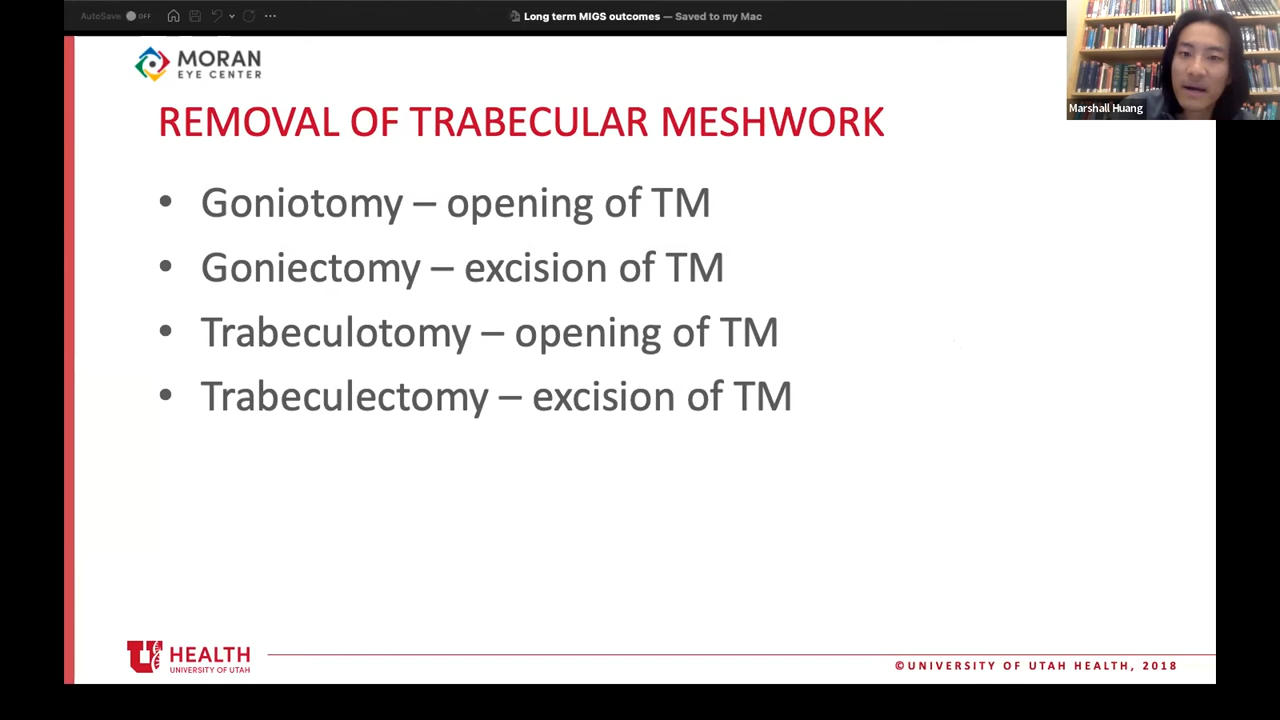 AutoSave OFF
Long term MIGS outcomes — Saved to my Mac
MORAN
EYE CENTER
Marshall Huang
REMOVAL OF TRABECULAR MESHWORK
• Goniotomy – opening of TM
• Goniectomy – excision of TM
• Trabeculotomy – opening of TM
• Trabeculectomy – excision of TM
U HEALTH
UNIVERSITY OF UTAH
©UNIVERSITY OF UTAH HEALTH, 2018